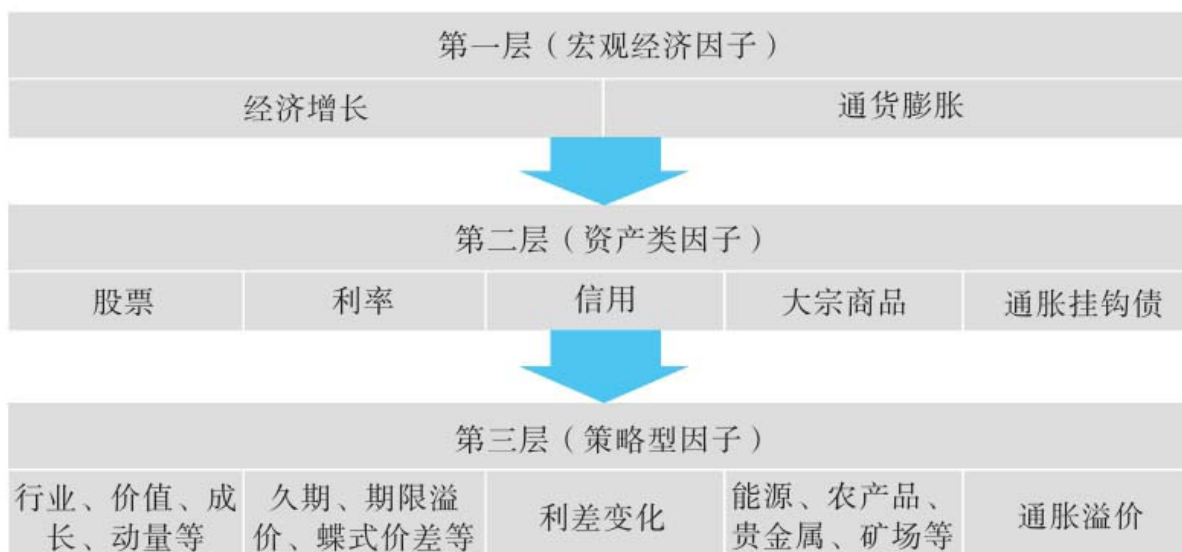 第一层（宏观经济因子）
经济增长
通货膨胀
第二层（资产类因子）
股票
利率
信用
大宗商品
通胀挂钩债
第三层（策略型因子）
行业、价值、成
长、动量等
久期、期限溢
价、蝶式价差等
利差变化
能源、农产品、
贵金属、矿场等
通胀溢价